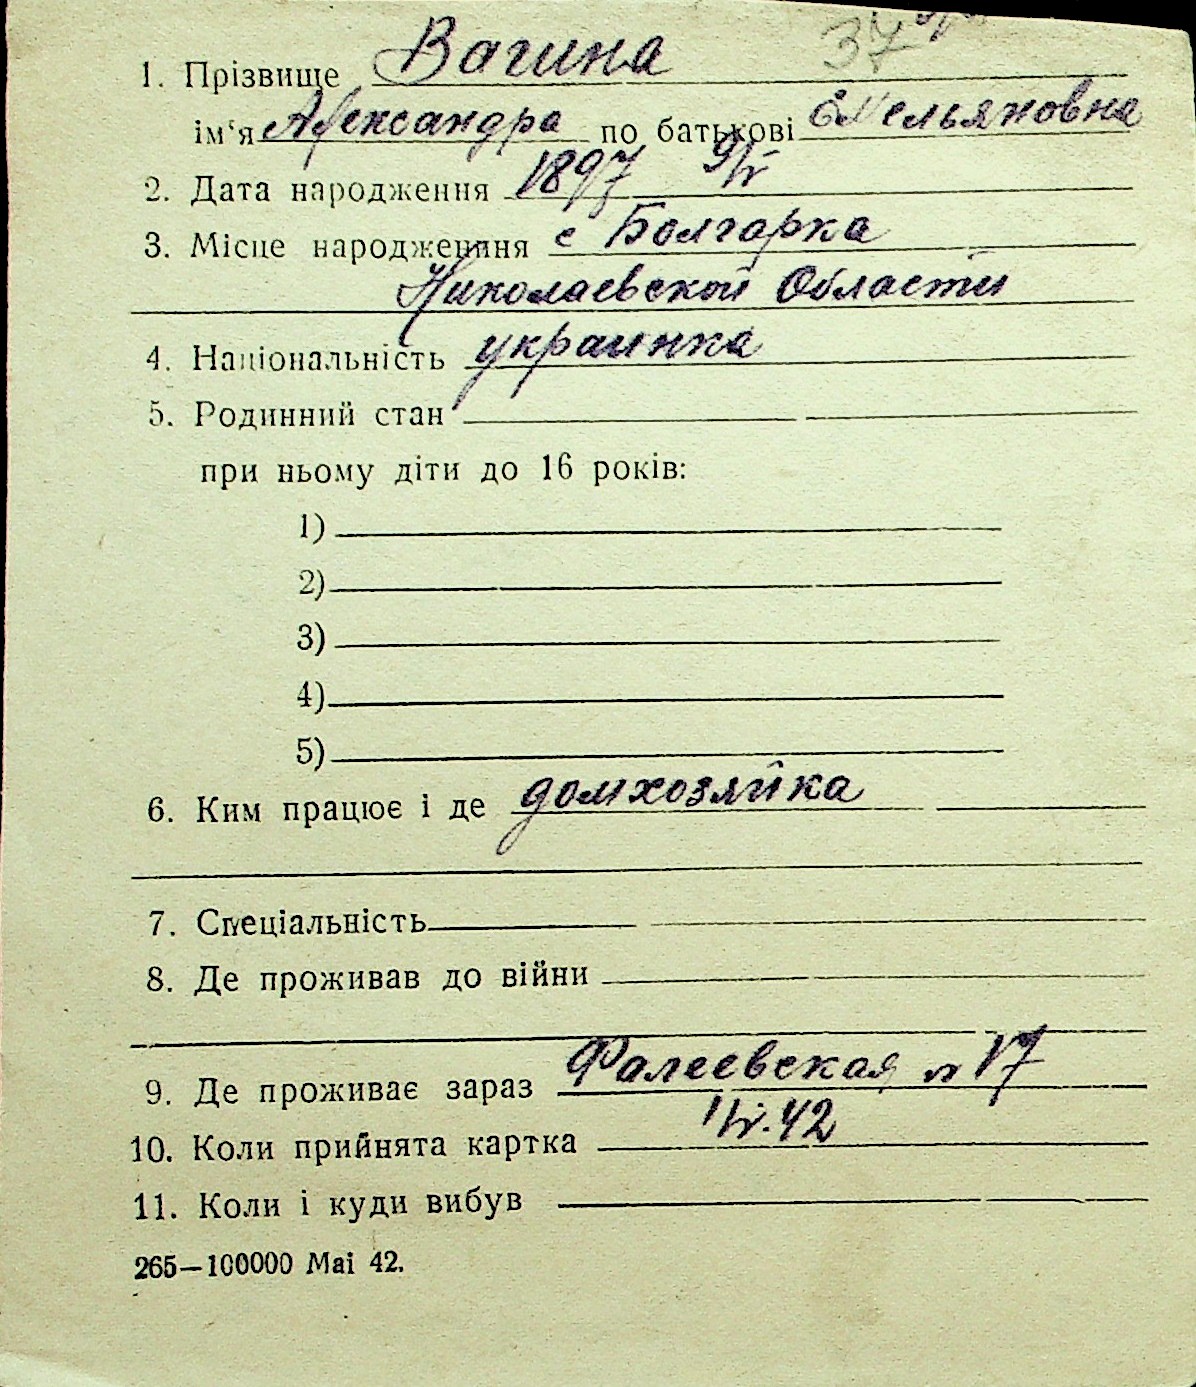 37
1. Прізвище Вагина
ім‘я Александра по батькові Емельяновна
2. Дата народження 1897 9/IV
3. Місце народження с Болгарка
Николаевской Области
4. Національність украинка
5. Родинний стан
при ньому діти до 16 років:
1)
2)
3)
4)
5)
6. Ким працює і де домхозяйка
7. Спеціальність
8. Де проживав до війни
9. Де проживає зараз Фалеевская № 17
10. Коли прийнята картка 42
11. Коли і куди вибув
265—100000 Маі 42.